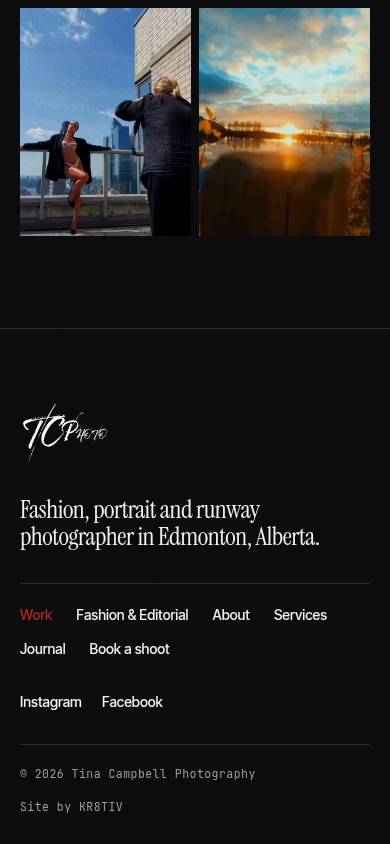 TCPHOTO
Fashion, portrait and runway
photographer in Edmonton, Alberta.
Work Fashion & Editorial About Services
Journal Book a shoot
Instagram Facebook
© 2026 Tina Campbell Photography
Site by KR8TIV